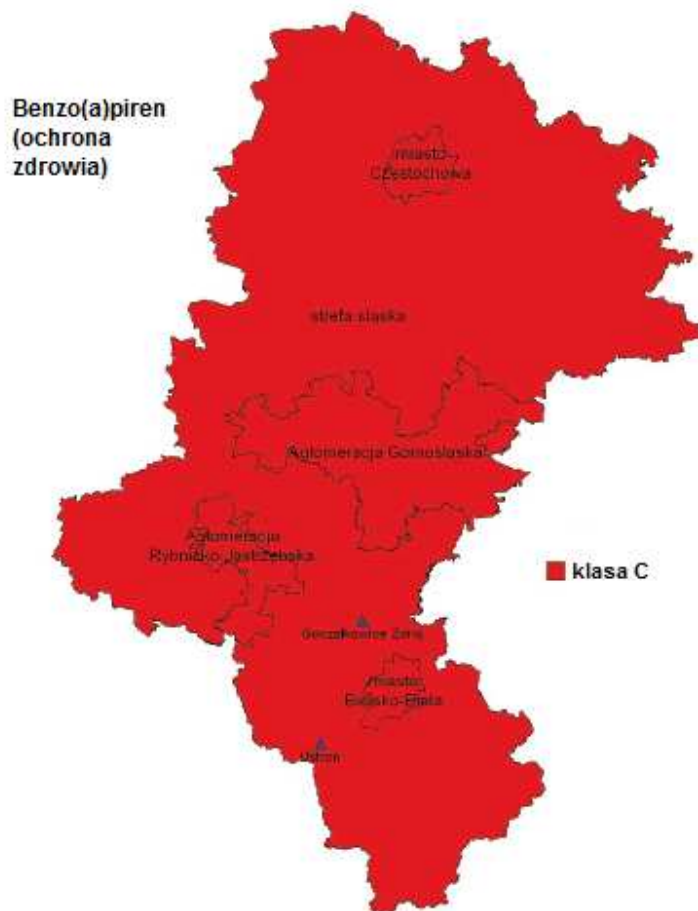 Benzo(a)piren
(ochrona
zdrowia)
miasto
Częstochowa
strefa śląska
Aglomeracja Górnośląska
Aglomeracja
Rybnicko-Jastrzębska
klasa C
Goczałkowice Zdrój
miasto
Bielsko-Biała
Ustroń